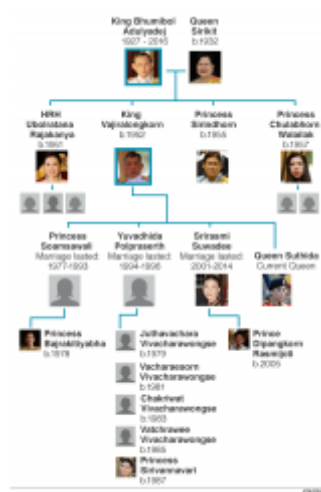 King Bhumibol
Adulyadej
1927 - 2016
Queen
Sirikit
b.1932
HRH
Ubolratana
Rajakanya
b.1951
King
Vajiralongkorn
b.1952
Princess
Sirindhorn
b.1955
Princess
Chulabhorn
Walailak
b.1957
Princess
Soamsawali
Marriage lasted:
1977-1993
Yuvadhida
Polpraserth
Marriage lasted:
1994-1996
Srirasmi
Suwadee
Marriage lasted:
2001-2014
Queen Suthida
Current Queen
Princess
Bajrakitiyabha
b.1978
Juthavachara
Vivacharawongse
b.1979
Vacharaesorn
Vivacharawongse
b.1981
Chakriwat
Vivacharawongse
b.1983
Vatchrawee
Vivacharawongse
b.1985
Princess
Sirivannavari
b.1987
Prince
Dipangkorn
Rasmijoti
b.2005